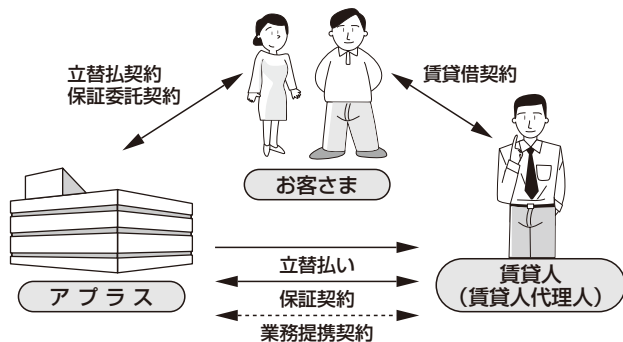 立替払契約
保証委託契約
賃貸借契約
お客さま
立替払い
保証契約
業務提携契約
アプラス
賃貸人
（賃貸人代理人）